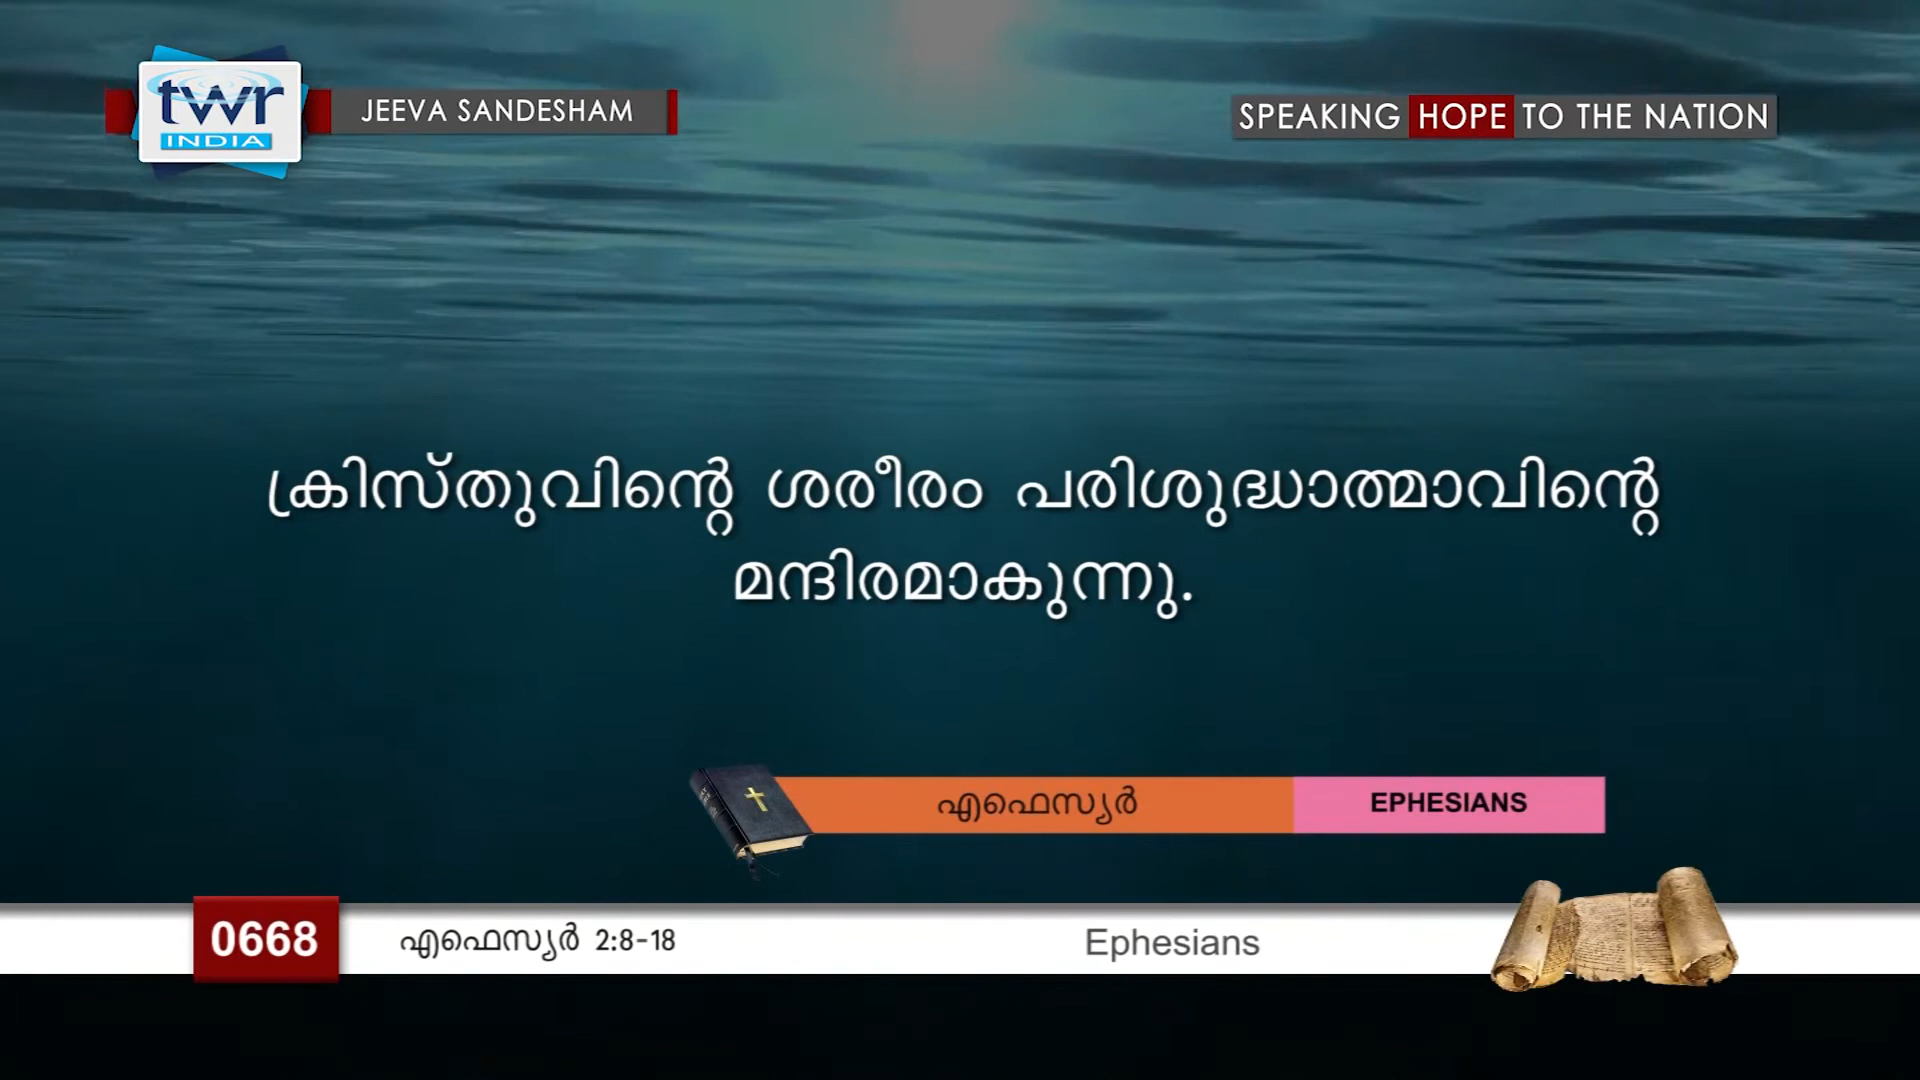 twr
INDIA
JEEVA SANDESHAM
SPEAKING HOPE TO THE NATION
ക്രിസ്തുവിന്റെ ശരീരം പരിശുദ്ധാത്മാവിന്റെ
മന്ദിരമാകുന്നു.
എഫെസ്യർ
EPHESIANS
0668
എഫെസ്യർ 2:8-18
Ephesians